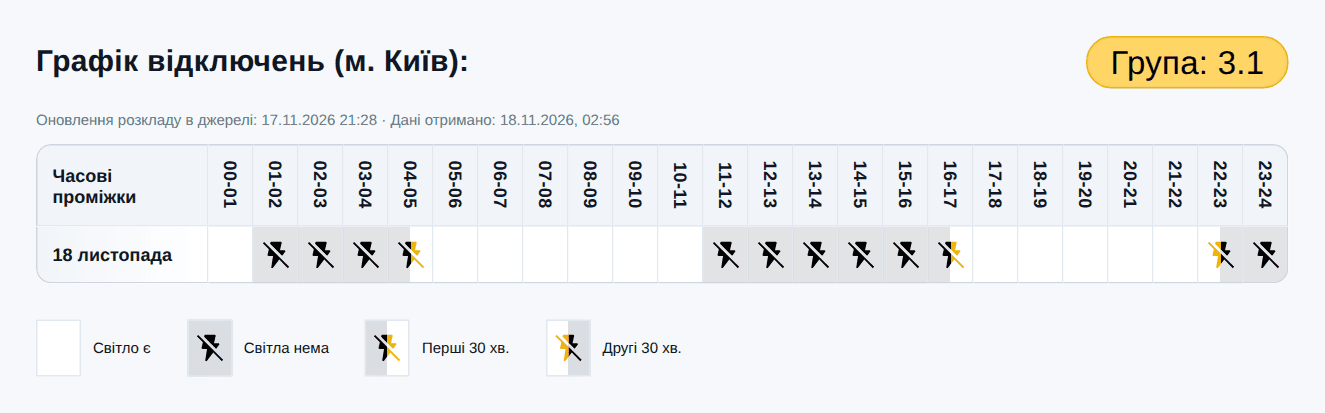 Графік відключень (м. Київ):
Група: 3.1
Оновлення розкладу в джерелі: 17.11.2026 21:28 · Дані отримано: 18.11.2026, 02:56
Часові
проміжки
00-01 01-02 02-03 03-04 04-05 05-06 06-07 07-08 08-09 09-10 10-11 11-12 12-13 13-14 14-15 15-16 16-17 17-18 18-19 19-20 20-21 21-22 22-23 23-24
18 листопада
Світло є
Світла нема
Перші 30 хв.
Другі 30 хв.